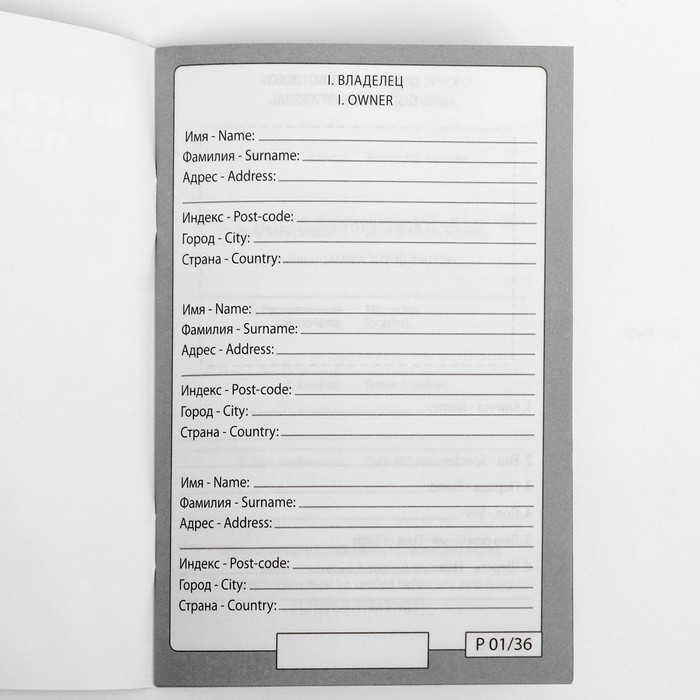 I. ВЛАДЕЛЕЦ
I. OWNER
Имя - Name:
Фамилия - Surname:
Адрес - Address:
Индекс - Post-code:
Город - City:
Страна - Country:
Имя - Name:
Фамилия - Surname:
Адрес - Address:
Индекс - Post-code:
Город - City:
Страна - Country:
Имя - Name:
Фамилия - Surname:
Адрес - Address:
Индекс - Post-code:
Город - City:
Страна - Country:
P 01/36